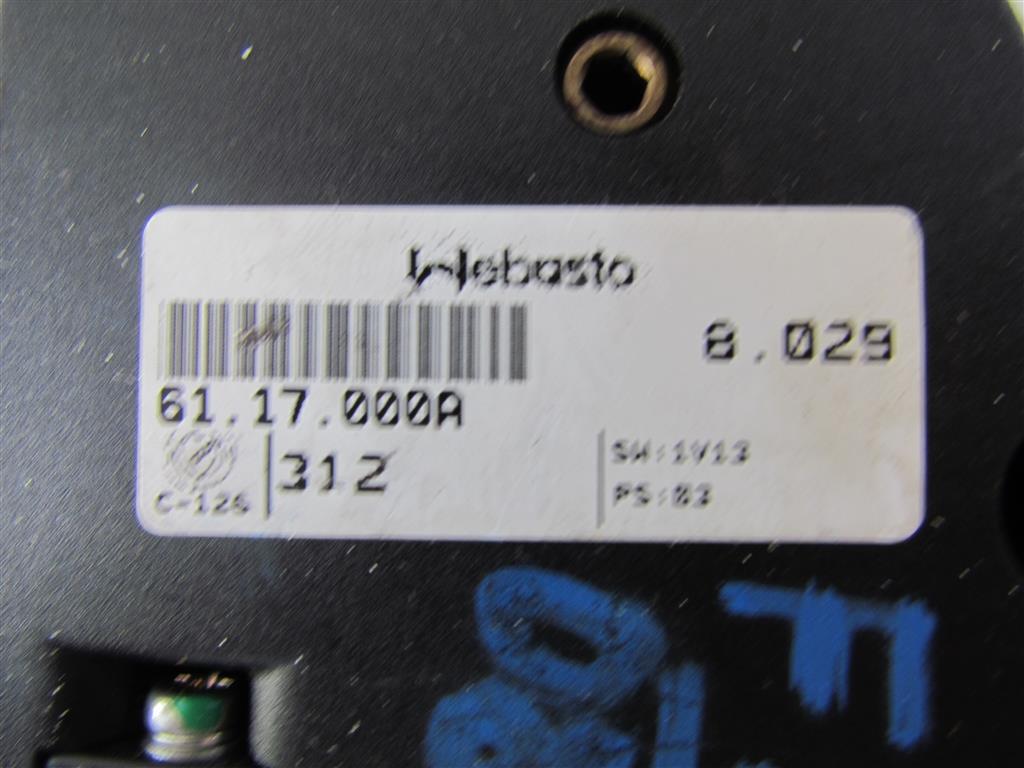 Webasto
8.029
61.17.000A
312
C-126
SW:1V13
PS:03